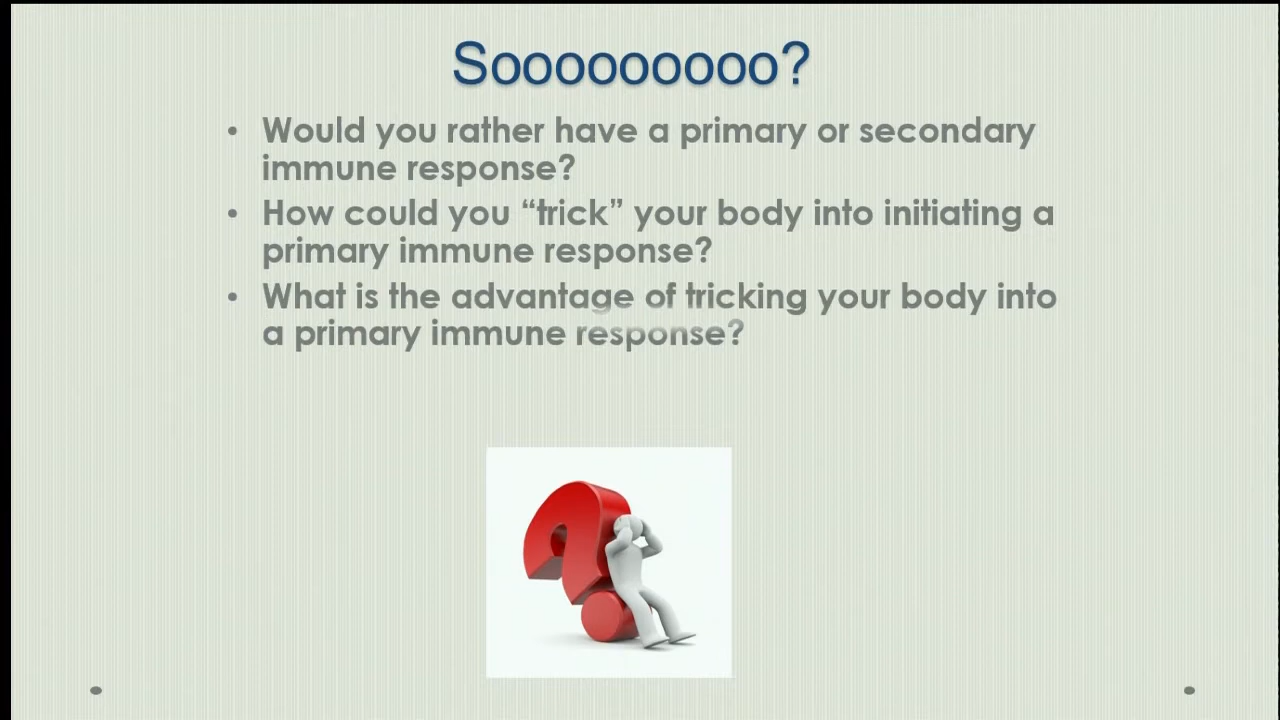 Sooooooooo?
• Would you rather have a primary or secondary
immune response?
• How could you “trick” your body into initiating a
primary immune response?
• What is the advantage of tricking your body into
a primary immune response?